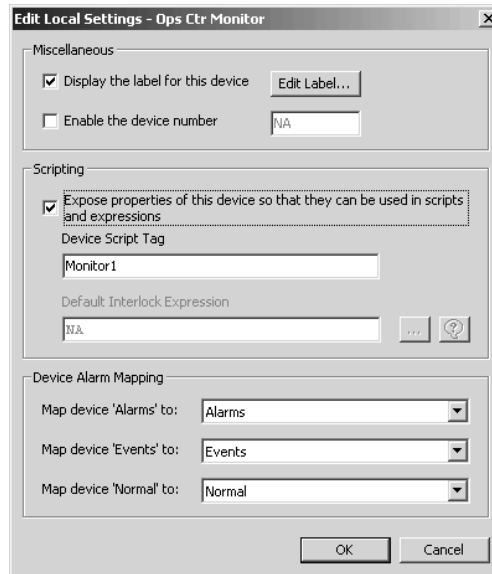 Edit Local Settings - Ops Ctr Monitor
Miscellaneous
Display the label for this device
Edit Label...
Enable the device number
NA
Scripting
Expose properties of this device so that they can be used in scripts
and expressions
Device Script Tag
Monitor1
Default Interlock Expression
NA
...
?
Device Alarm Mapping
Map device 'Alarms' to:
Alarms
Map device 'Events' to:
Events
Map device 'Normal' to:
Normal
OK
Cancel